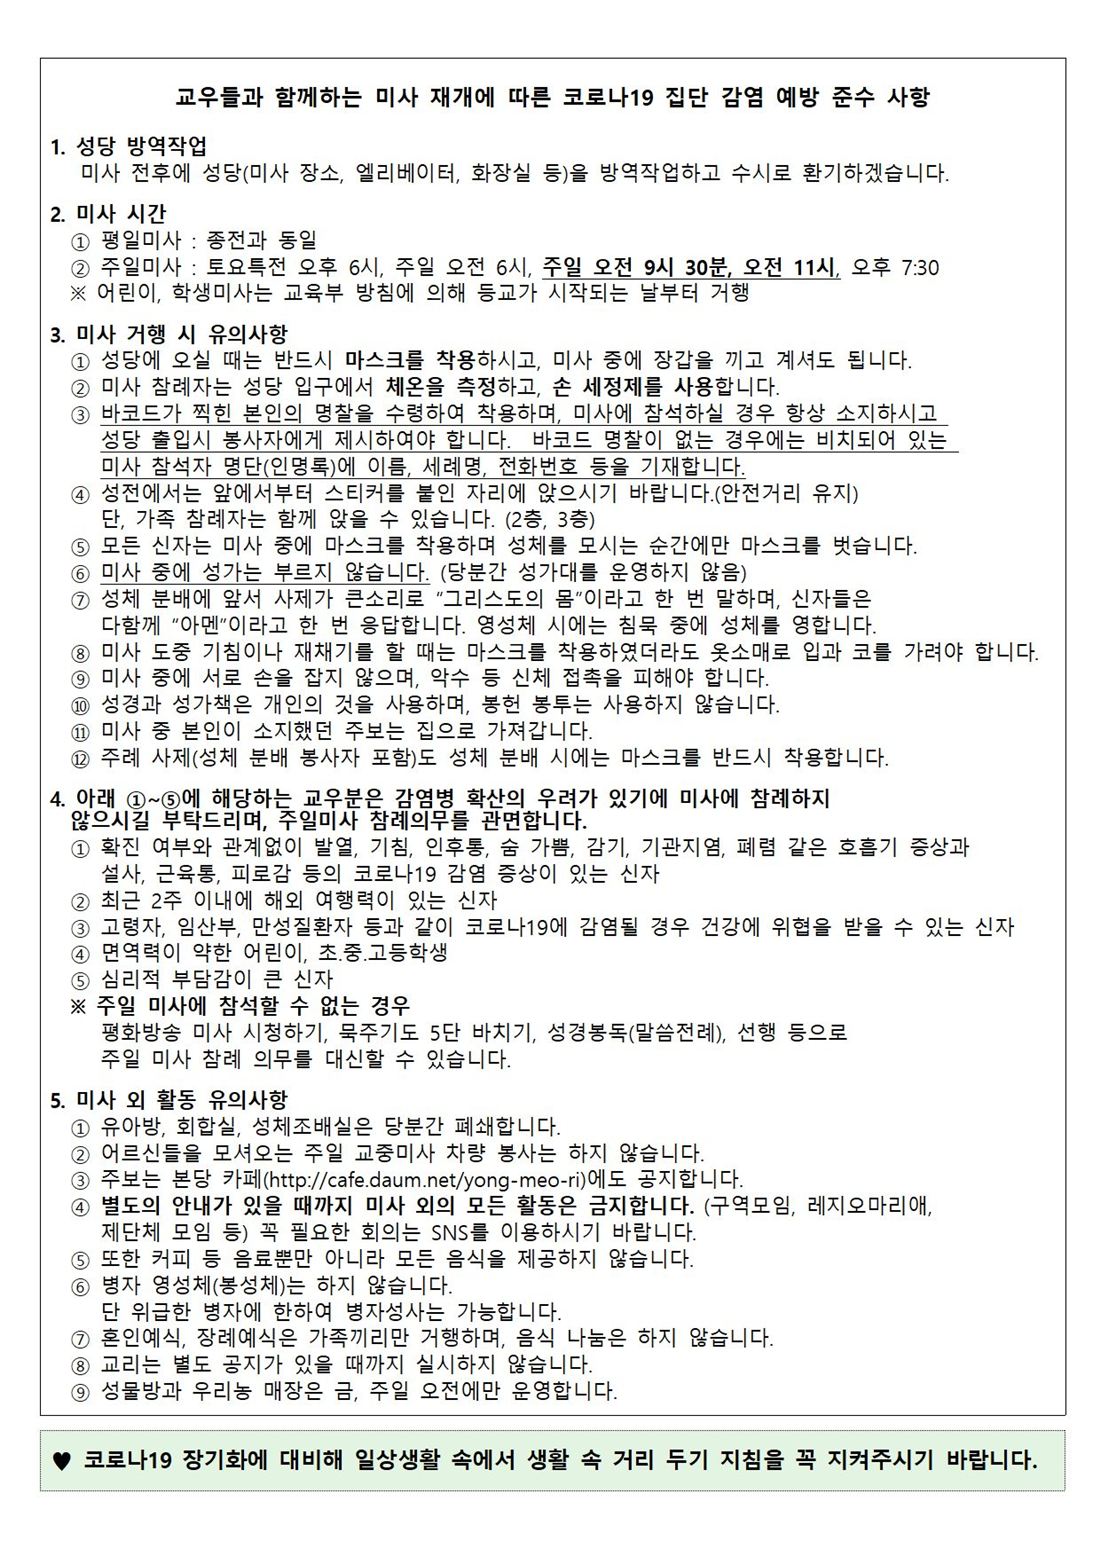 교우들과 함께하는 미사 재개에 따른 코로나19 집단 감염 예방 준수 사항
1. 성당 방역작업
미사 전후에 성당(미사 장소, 엘리베이터, 화장실 등)을 방역작업하고 수시로 환기하겠습니다.
2. 미사 시간
① 평일미사 : 종전과 동일
② 주일미사 : 토요특전 오후 6시, 주일 오전 6시, 주일 오전 9시 30분, 오전 11시, 오후 7:30
※ 어린이, 학생미사는 교육부 방침에 의해 등교가 시작되는 날부터 거행
3. 미사 거행 시 유의사항
① 성당에 오실 때는 반드시 마스크를 착용하시고, 미사 중에 장갑을 끼고 계셔도 됩니다.
② 미사 참례자는 성당 입구에서 체온을 측정하고, 손 세정제를 사용합니다.
③ 바코드가 찍힌 본인의 명찰을 수령하여 착용하며, 미사에 참석하실 경우 항상 소지하시고
성당 출입시 봉사자에게 제시하여야 합니다. 바코드 명찰이 없는 경우에는 비치되어 있는
미사 참석자 명단(인명록)에 이름, 세례명, 전화번호 등을 기재합니다.
④ 성전에서는 앞에서부터 스티커를 붙인 자리에 앉으시기 바랍니다.(안전거리 유지)
단, 가족 참례자는 함께 앉을 수 있습니다. (2층, 3층)
⑤ 모든 신자는 미사 중에 마스크를 착용하며 성체를 모시는 순간에만 마스크를 벗습니다.
⑥ 미사 중에 성가는 부르지 않습니다. (당분간 성가대를 운영하지 않음)
⑦ 성체 분배에 앞서 사제가 큰소리로 “그리스도의 몸”이라고 한 번 말하며, 신자들은
다함께 “아멘”이라고 한 번 응답합니다. 영성체 시에는 침묵 중에 성체를 영합니다.
⑧ 미사 도중 기침이나 재채기를 할 때는 마스크를 착용하였더라도 옷소매로 입과 코를 가려야 합니다.
⑨ 미사 중에 서로 손을 잡지 않으며, 악수 등 신체 접촉을 피해야 합니다.
⑩ 성경과 성가책은 개인의 것을 사용하며, 봉헌 봉투는 사용하지 않습니다.
⑪ 미사 중 본인이 소지했던 주보는 집으로 가져갑니다.
⑫ 주례 사제(성체 분배 봉사자 포함)도 성체 분배 시에는 마스크를 반드시 착용합니다.
4. 아래 ①~⑤에 해당하는 교우분은 감염병 확산의 우려가 있기에 미사에 참례하지
않으시길 부탁드리며, 주일미사 참례의무를 관면합니다.
① 확진 여부와 관계없이 발열, 기침, 인후통, 숨 가쁨, 감기, 기관지염, 폐렴 같은 호흡기 증상과
설사, 근육통, 피로감 등의 코로나19 감염 증상이 있는 신자
② 최근 2주 이내에 해외 여행력이 있는 신자
③ 고령자, 임산부, 만성질환자 등과 같이 코로나19에 감염될 경우 건강에 위협을 받을 수 있는 신자
④ 면역력이 약한 어린이, 초.중.고등학생
⑤ 심리적 부담감이 큰 신자
※ 주일 미사에 참석할 수 없는 경우
평화방송 미사 시청하기, 묵주기도 5단 바치기, 성경봉독(말씀전례), 선행 등으로
주일 미사 참례 의무를 대신할 수 있습니다.
5. 미사 외 활동 유의사항
① 유아방, 회합실, 성체조배실은 당분간 폐쇄합니다.
② 어르신들을 모셔오는 주일 교중미사 차량 봉사는 하지 않습니다.
③ 주보는 본당 카페(http://cafe.daum.net/yong-meo-ri)에도 공지합니다.
④ 별도의 안내가 있을 때까지 미사 외의 모든 활동은 금지합니다. (구역모임, 레지오마리애,
제단체 모임 등) 꼭 필요한 회의는 SNS를 이용하시기 바랍니다.
⑤ 또한 커피 등 음료뿐만 아니라 모든 음식을 제공하지 않습니다.
⑥ 병자 영성체(봉성체)는 하지 않습니다.
단 위급한 병자에 한하여 병자성사는 가능합니다.
⑦ 혼인예식, 장례예식은 가족끼리만 거행하며, 음식 나눔은 하지 않습니다.
⑧ 교리는 별도 공지가 있을 때까지 실시하지 않습니다.
⑨ 성물방과 우리농 매장은 금, 주일 오전에만 운영합니다.
♥ 코로나19 장기화에 대비해 일상생활 속에서 생활 속 거리 두기 지침을 꼭 지켜주시기 바랍니다.